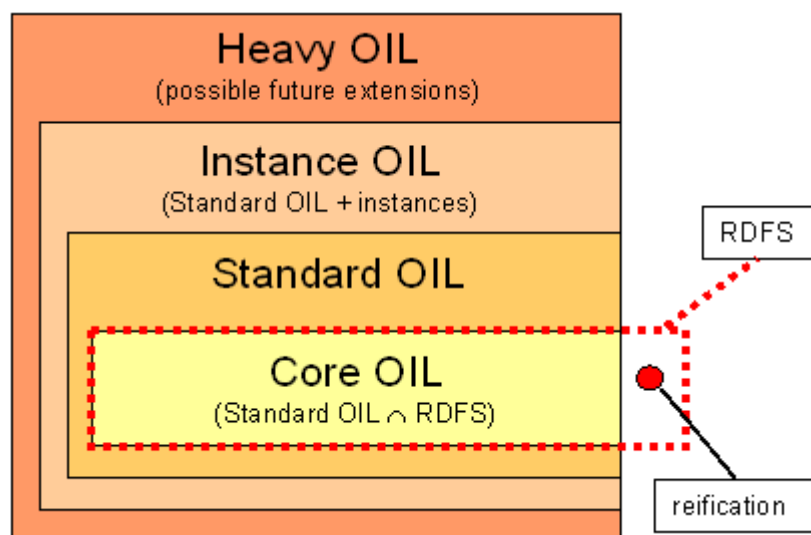 Heavy OIL
(possible future extensions)
Instance OIL
(Standard OIL + instances)
RDFS
Standard OIL
Core OIL
(Standard OIL ∩ RDFS)
reification